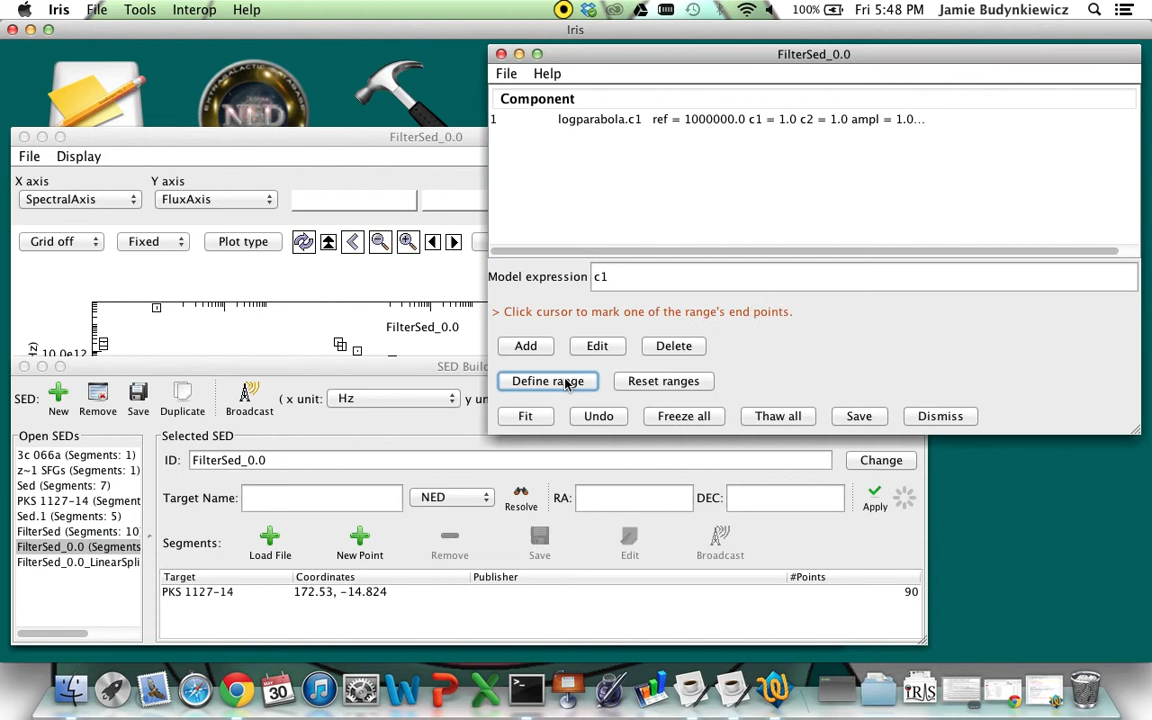 Iris File Tools Interop Help 100% Fri 5:48 PM Jamie Budynkiewicz
Iris
NED
FilterSed_0.0
File Display
X axis Y axis
SpectralAxis FluxAxis
Grid off Fixed Plot type
FilterSed_0.0
10.0e12
FilterSed_0.0
File Help
Component
1 logparabola.c1 ref = 1000000.0 c1 = 1.0 c2 = 1.0 ampl = 1.0...
Model expression c1
> Click cursor to mark one of the range's end points.
Add Edit Delete
Define range Reset ranges
Fit Undo Freeze all Thaw all Save Dismiss
SED Buil
SED: New Remove Save Duplicate Broadcast ( x unit: Hz y un
Open SEDs
3c 066a (Segments: 1)
z~1 SFGs (Segments: 1)
Sed (Segments: 7)
PKS 1127-14 (Segment
Sed.1 (Segments: 5)
FilterSed (Segments: 10
FilterSed_0.0 (Segments
FilterSed_0.0_LinearSpli
Selected SED
ID: FilterSed_0.0 Change
Target Name: NED Resolve RA: DEC: Apply
Segments: Load File New Point Remove Save Edit Broadcast
Target Coordinates Publisher #Points
PKS 1127-14 172.53, -14.824 90